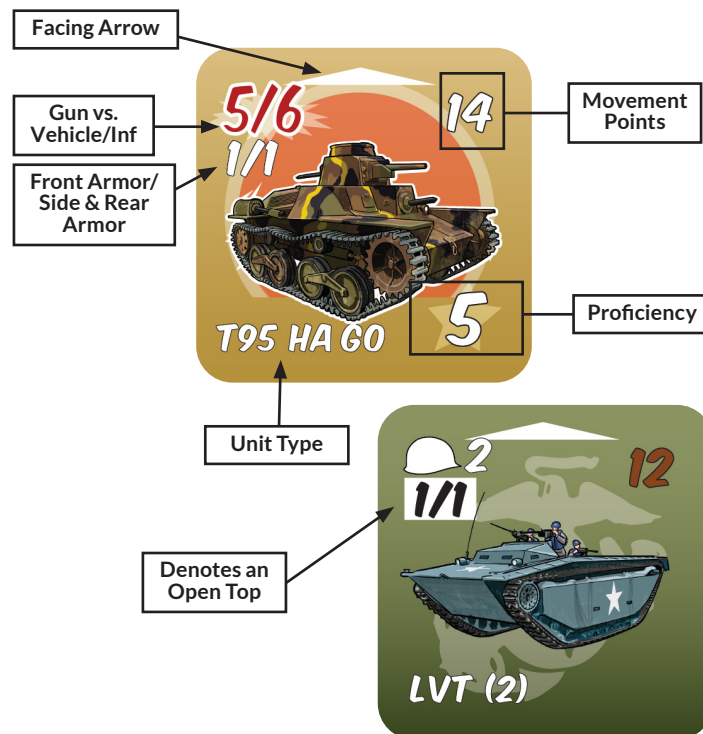 Facing Arrow
5/6
14
Gun vs.
Vehicle/Inf
Movement
Points
1/1
Front Armor/
Side & Rear
Armor
5
Proficiency
T95 HA GO
Unit Type
2
12
1/1
Denotes an
Open Top
LVT (2)